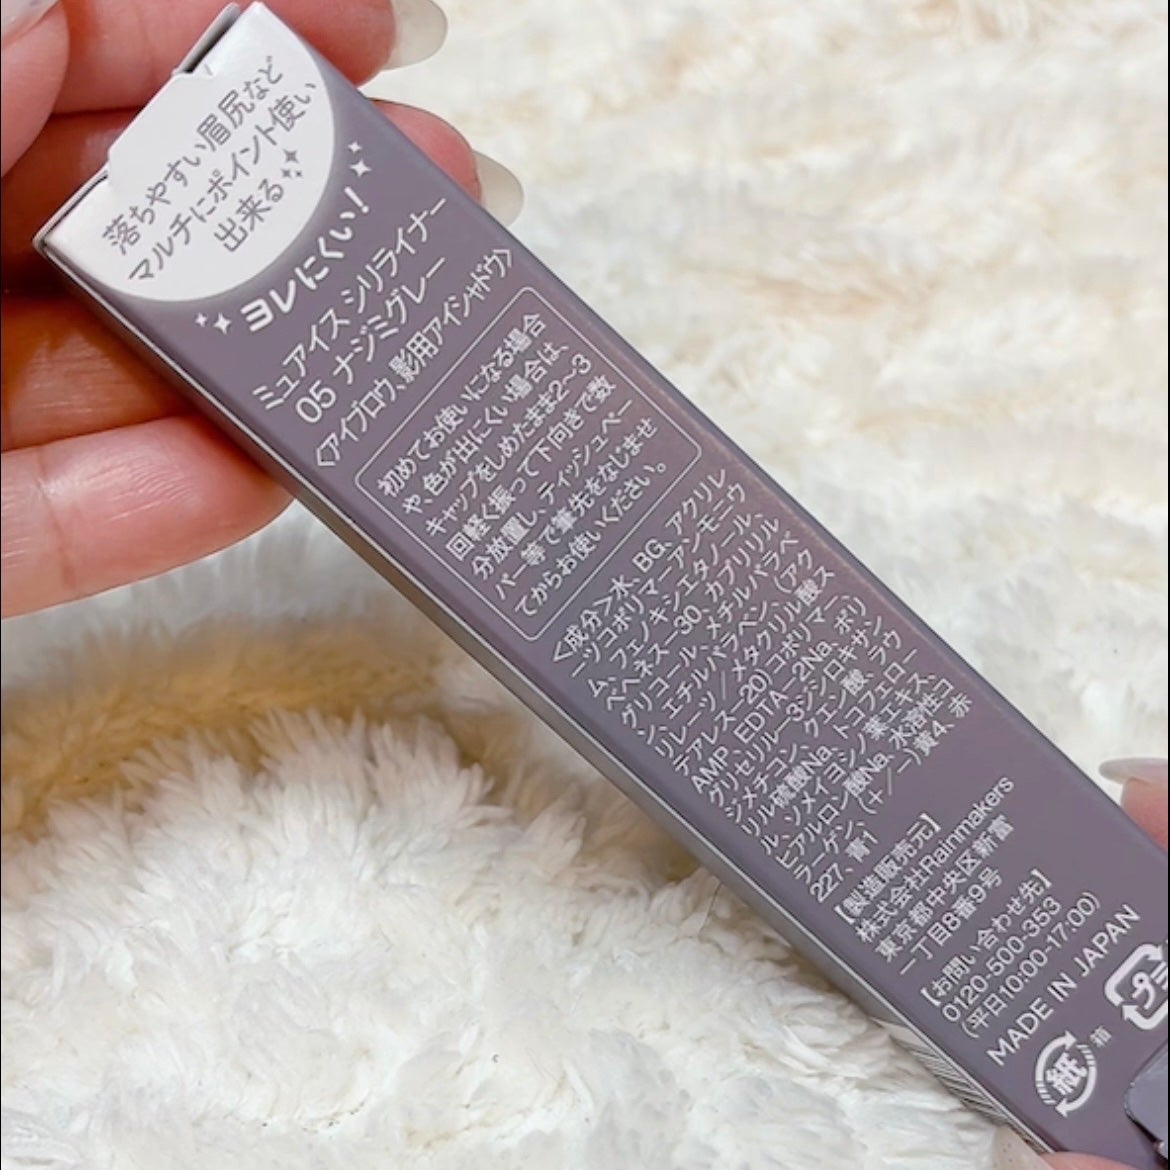 落ちやすい眉尻など
マルチにポイント使い
出来る
ヨレにくい!
ミュアイス シリライナー
05 ナジミグレー
<アイブロウ、影用アイシャドウ>
初めてお使いになる場合
や、色が出にくい場合は、
キャップをしめたまま2〜3
回軽く振って下向きで数
分放置し、ティッシュペー
パー等で筆先をなじませ
てからお使いください。
<成分>水、BG、アクリレ
ーツコポリマーアンモニウ
ム、フェノキシエタノール、
ベヘネス-30、カプリリル
グリコール、メチルパラベ
ン、エチルパラベン、(アク
リレーツ/メタクリル酸ス
テアレス-20)コポリマー、
AMP、EDTA-2Na、ポリ
グリセリル-3ジシロキサン
ジメチコン、クエン酸、ラウ
リル硫酸Na、トコフェロー
ル、ソメイヨシノ葉エキス、
ヒアルロン酸Na、水溶性コ
ラーゲン、(+/-)黄4、赤
227、青1
【製造販売元】
株式会社Rainmakers
東京都中央区新富
一丁目8番9号
【お問い合わせ先】
0120-500-353
(平日10:00-17:00)
MADE IN JAPAN
プラ
紙
箱